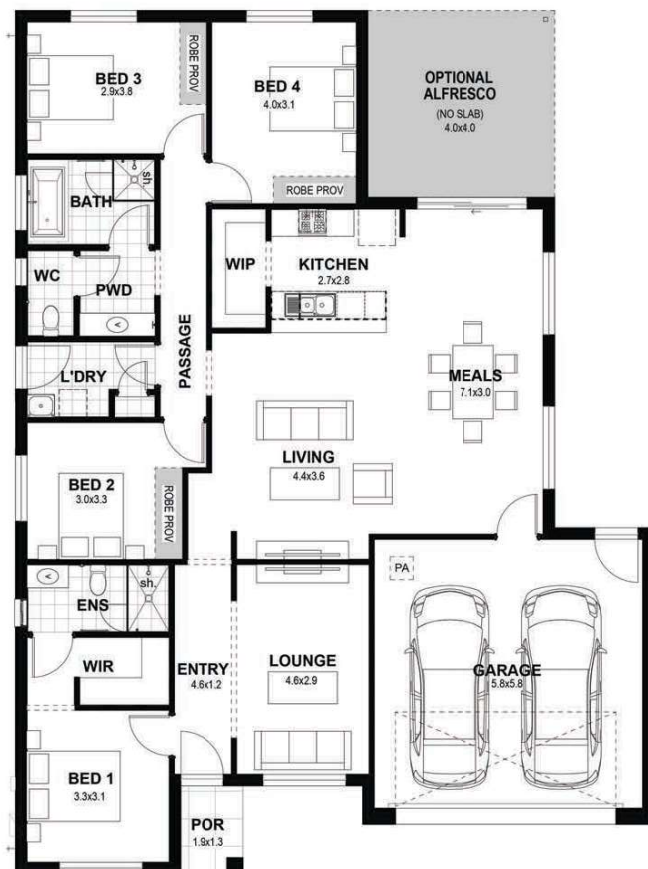 BED 3
2.9x3.8
ROBE PROV
BED 4
4.0x3.1
ROBE PROV
OPTIONAL
ALFRESCO
(NO SLAB)
4.0x4.0
sh.
BATH
WC
PWD
WIP
KITCHEN
2.7x2.8
PASSAGE
L'DRY
MEALS
7.1x3.0
LIVING
4.4x3.6
BED 2
3.0x3.3
ROBE PROV
ENS
sh.
PA
WIR
ENTRY
4.6x1.2
LOUNGE
4.6x2.9
GARAGE
5.8x5.8
BED 1
3.3x3.1
POR
1.9x1.3